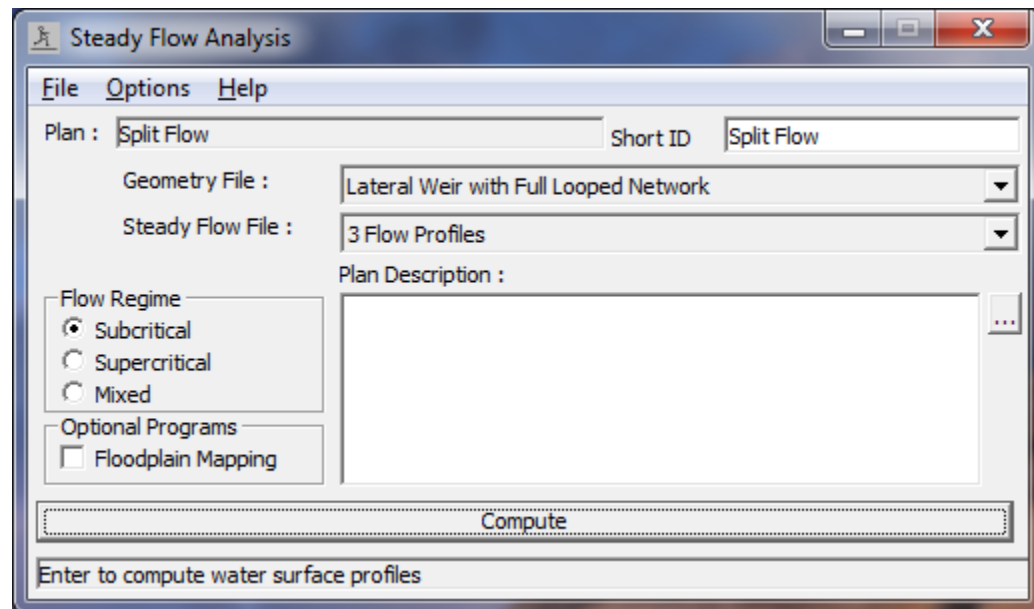 Steady Flow Analysis
File Options Help
Plan : Split Flow Short ID Split Flow
Geometry File : Lateral Weir with Full Looped Network
Steady Flow File : 3 Flow Profiles
Plan Description :
Flow Regime
...
Subcritical
Supercritical
Mixed
Optional Programs
Floodplain Mapping
Compute
Enter to compute water surface profiles